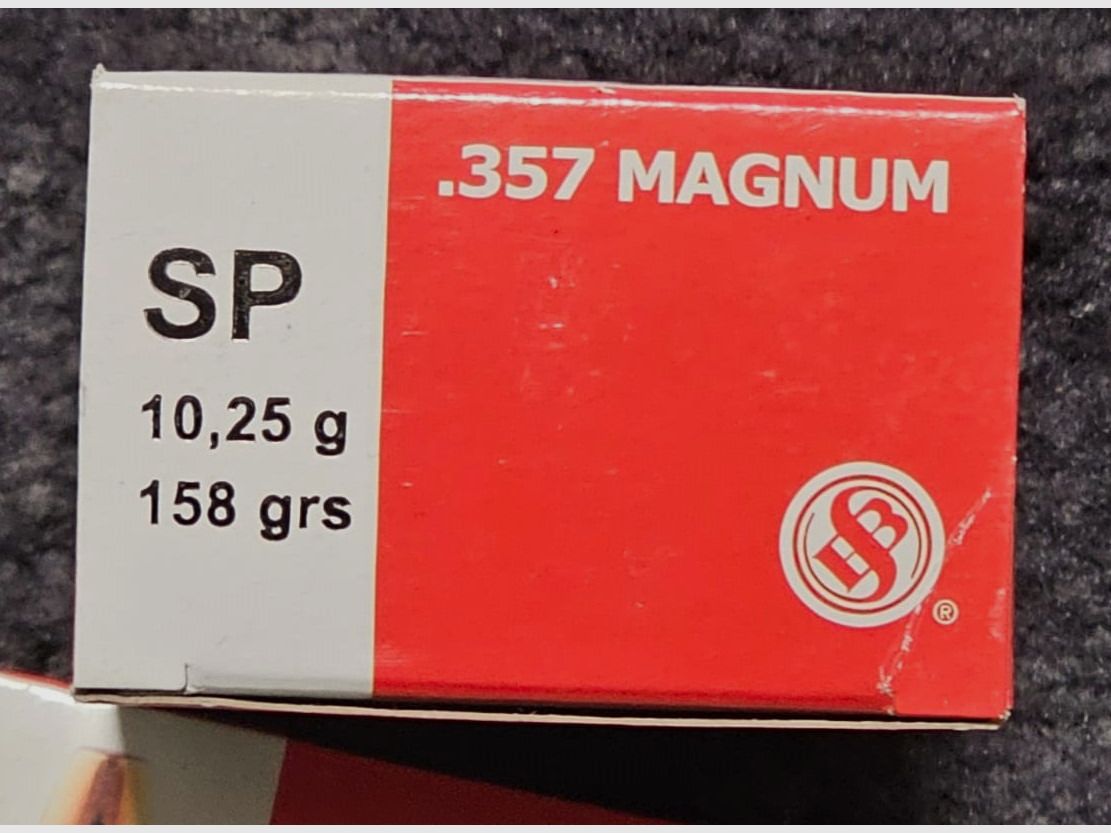 .357 MAGNUM
SP
10,25 g
158 grs
S&B
®